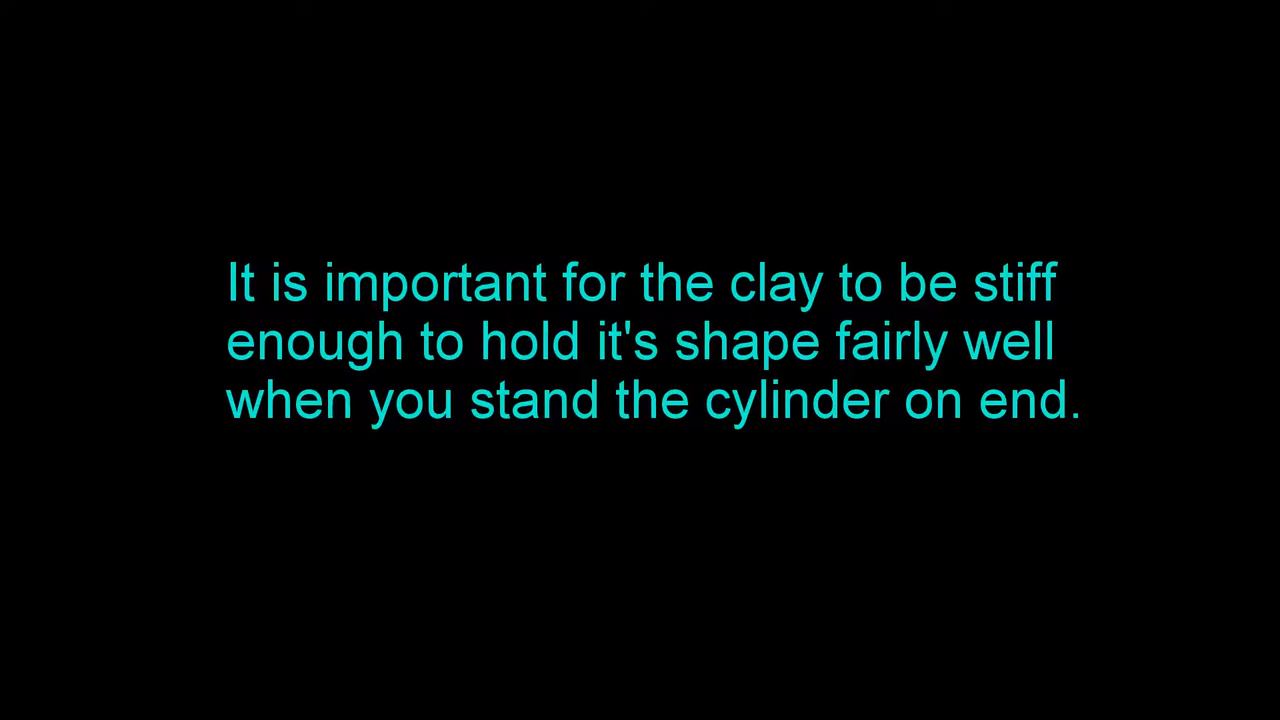 It is important for the clay to be stiff
enough to hold it's shape fairly well
when you stand the cylinder on end.